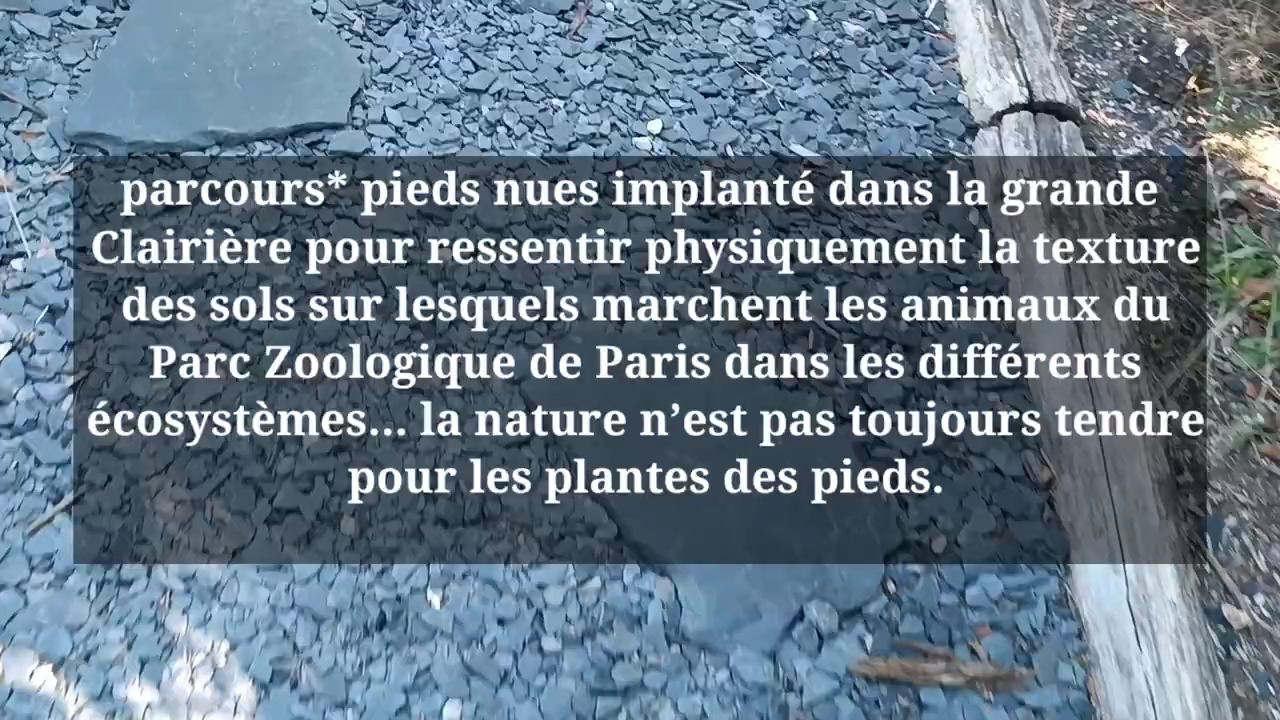 parcours* pieds nues implanté dans la grande
Clairière pour ressentir physiquement la texture
des sols sur lesquels marchent les animaux du
Parc Zoologique de Paris dans les différents
écosystèmes... la nature n’est pas toujours tendre
pour les plantes des pieds.